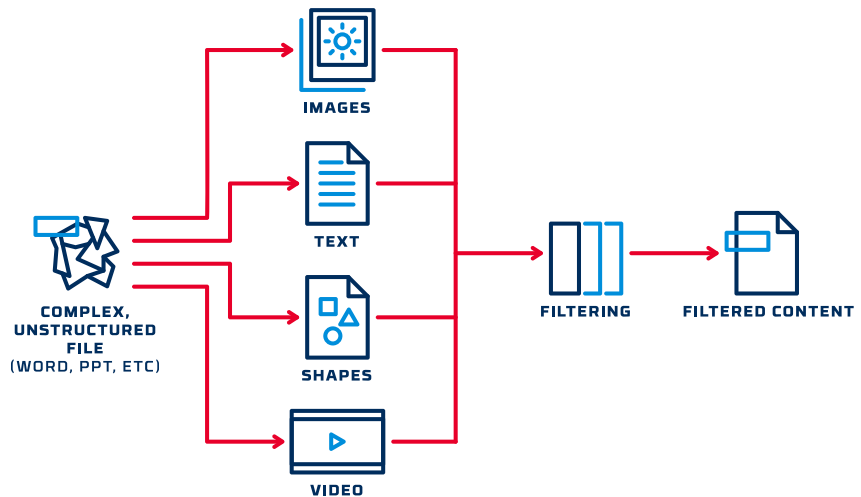 IMAGES
TEXT
COMPLEX,
UNSTRUCTURED
FILE
(WORD, PPT, ETC)
SHAPES
VIDEO
FILTERING
FILTERED CONTENT